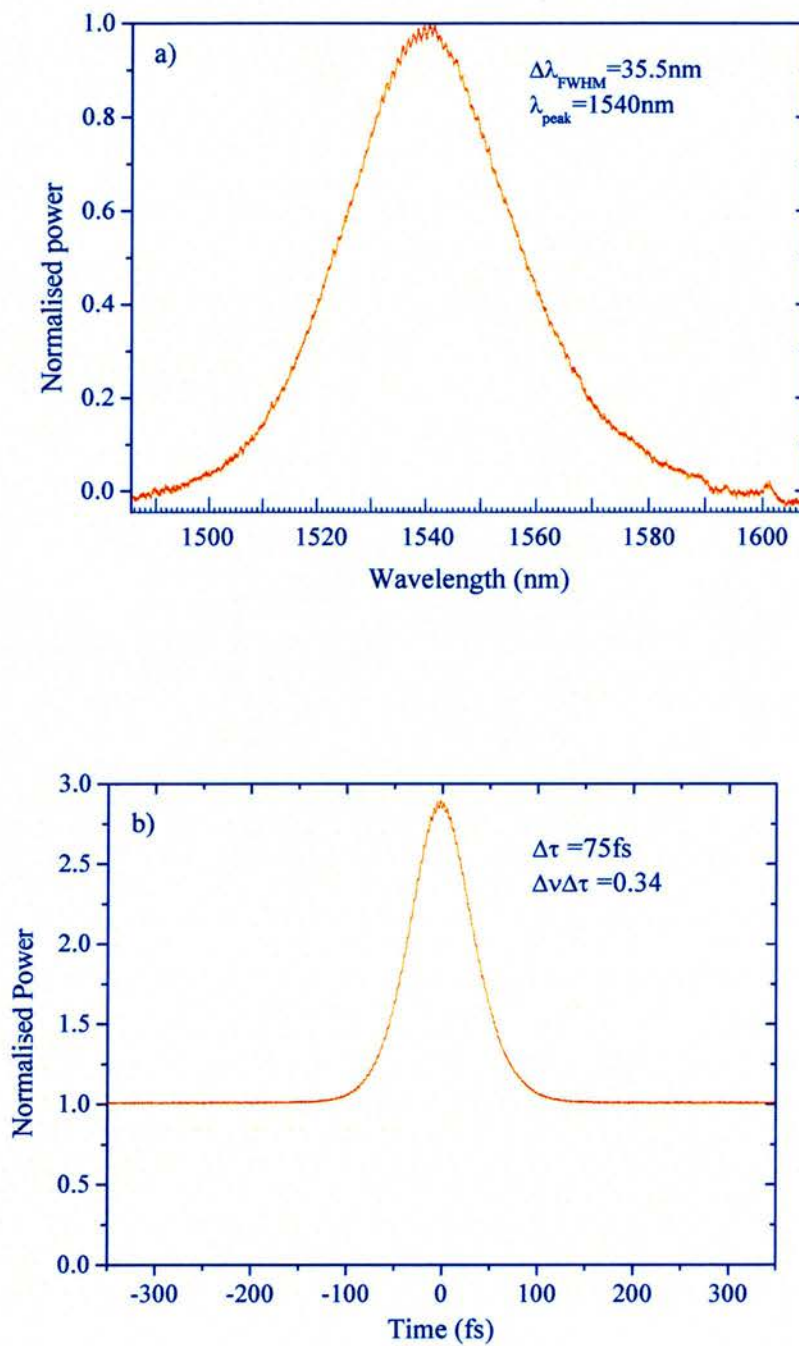 a)
Δλ_FWHM=35.5nm
λ_peak=1540nm
Normalised power
1.0
0.8
0.6
0.4
0.2
0.0
1500 1520 1540 1560 1580 1600
Wavelength (nm)
b)
Δτ =75fs
ΔνΔτ =0.34
Normalised Power
3.0
2.5
2.0
1.5
1.0
0.5
0.0
-300 -200 -100 0 100 200 300
Time (fs)